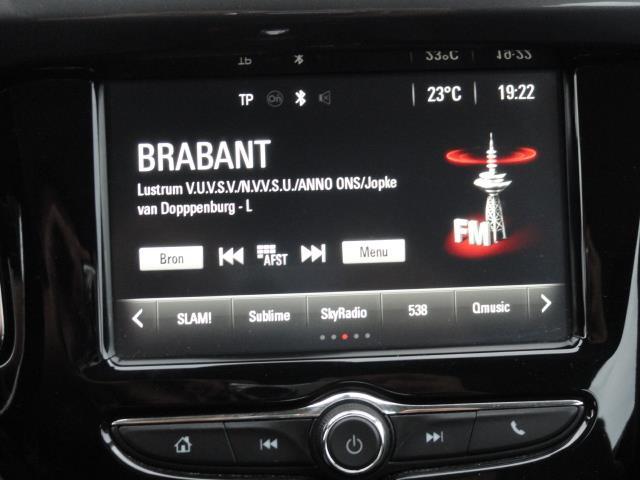 TP On 23°C 19:22
BRABANT
Lustrum V.U.V.S.V./N.V.V.S.U./ANNO ONS/Jopke
van Dopppenburg - L
FM
Bron AFST Menu
SLAM! Sublime SkyRadio 538 Qmusic